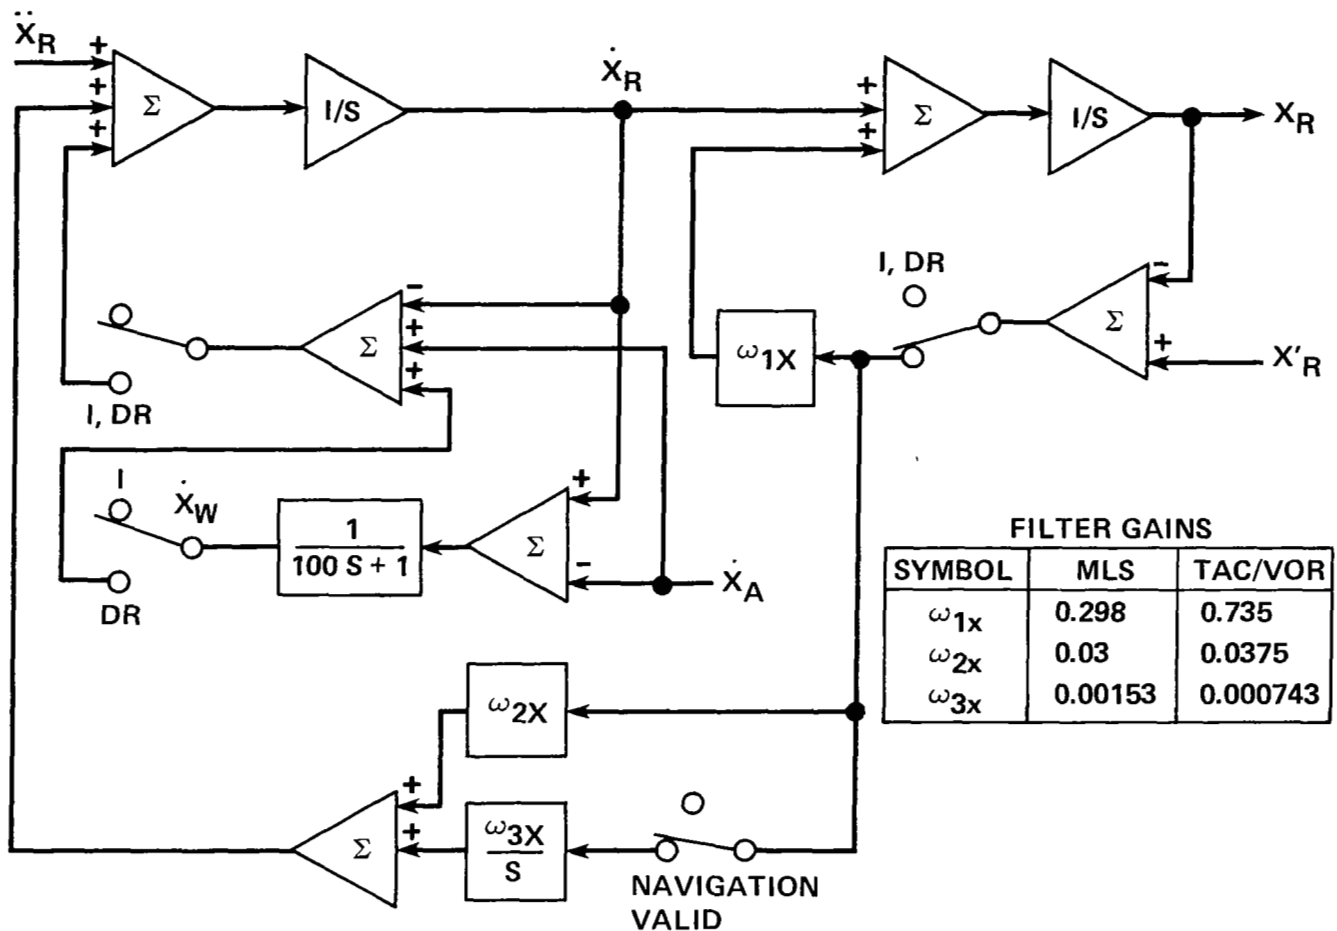 Ẍ_R
+
+
+
Σ
I/S
Ẋ_R
+
+
Σ
I/S
X_R
−
+
Σ
X'_R
I, DR
ω_1X
−
+
+
Σ
I, DR
I
Ẋ_W
DR
1
100 S + 1
+
−
Σ
Ẋ_A
FILTER GAINS
SYMBOL MLS TAC/VOR
ω_1x 0.298 0.735
ω_2x 0.03 0.0375
ω_3x 0.00153 0.000743
ω_2X
+
+
Σ
ω_3X
S
NAVIGATION
VALID